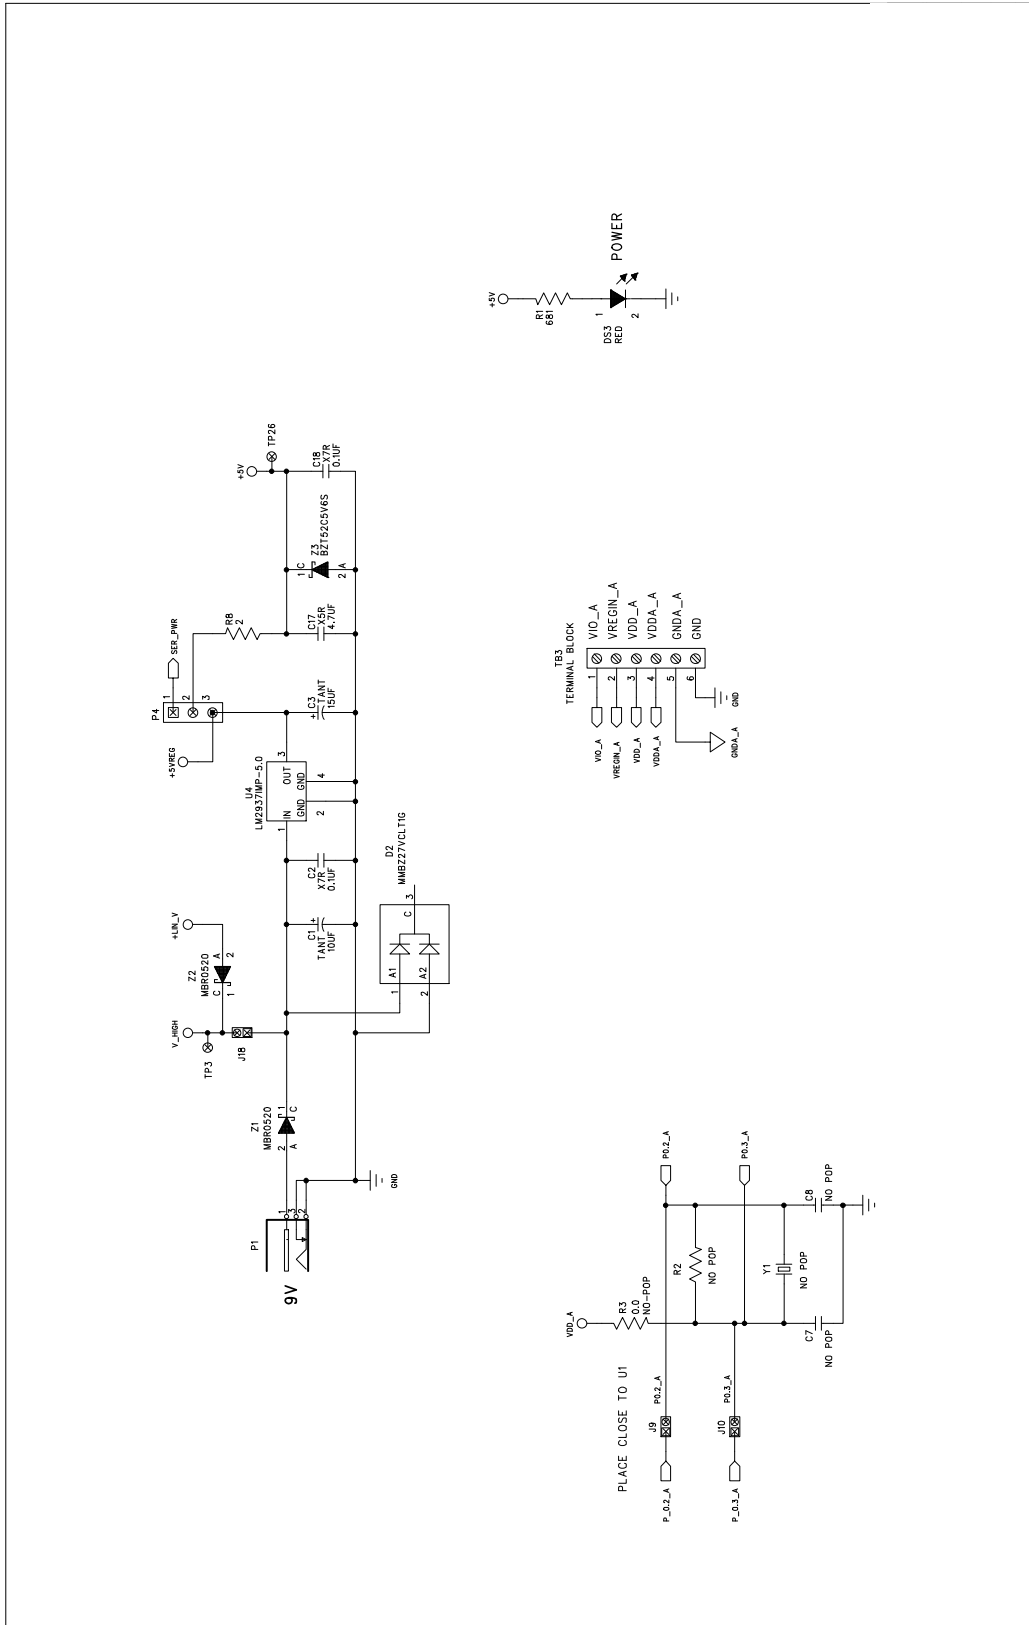 9V
P1
1
3
2
GND
Z1
MBR0520
2
1
A
C
V_HIGH
TP3
J18
+LIN_V
Z2
MBR0520
C
A
1
2
C1
TANT
10UF
+
C2
X7R
0.1UF
D2
MMBZ27VCLT1G
1
A1
2
A2
C
3
U4
LM2937IMP-5.0
1
IN
OUT
3
GND
GND
2
4
+5VREG
P4
1
2
3
SER_PWR
+
C3
TANT
15UF
R8
2
C17
X5R
4.7UF
1
C
Z3
BZT52C5V6S
2
A
+5V
TP26
C18
X7R
0.1UF
+5V
R1
681
1
DS3
RED
2
POWER
TB3
TERMINAL BLOCK
VIO_A
1
VIO_A
VREGIN_A
2
VREGIN_A
VDD_A
3
VDD_A
VDDA_A
4
VDDA_A
5
GNDA_A
6
GND
GND
GNDA_A
PLACE CLOSE TO U1
VDD_A
R3
0.0
NO-POP
P_0.2_A
J9
P0.2_A
P0.2_A
R2
NO POP
P_0.3_A
J10
P0.3_A
P0.3_A
Y1
NO POP
C7
NO POP
C8
NO POP